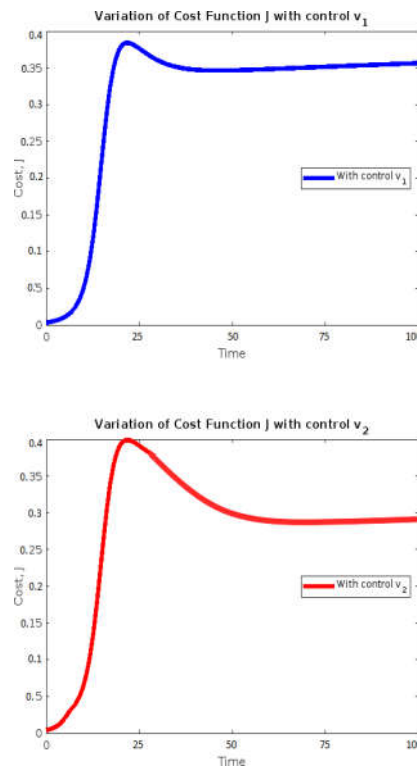 Variation of Cost Function J with control v₁
0.4
0.35
0.3
0.25
0.2
0.15
0.1
0.5
0
Cost, J
With control v₁
0 25 50 75
Time
Variation of Cost Function J with control v₂
0.4
0.35
0.3
0.25
0.2
0.15
0.1
0.5
0
Cost, J
With control v₂
0 25 50 75
Time